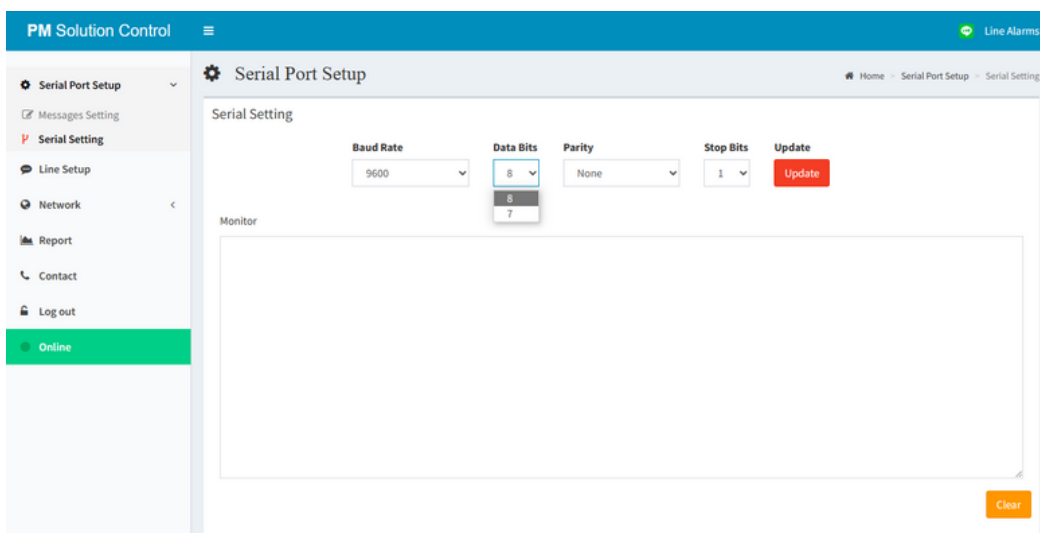 PM Solution Control
Line Alarms
Serial Port Setup
Messages Setting
Serial Setting
Line Setup
Network
Report
Contact
Log out
Online
Serial Port Setup
Home > Serial Port Setup > Serial Setting
Serial Setting
Baud Rate Data Bits Parity Stop Bits Update
9600 8 None 1 Update
8
7
Monitor
Clear